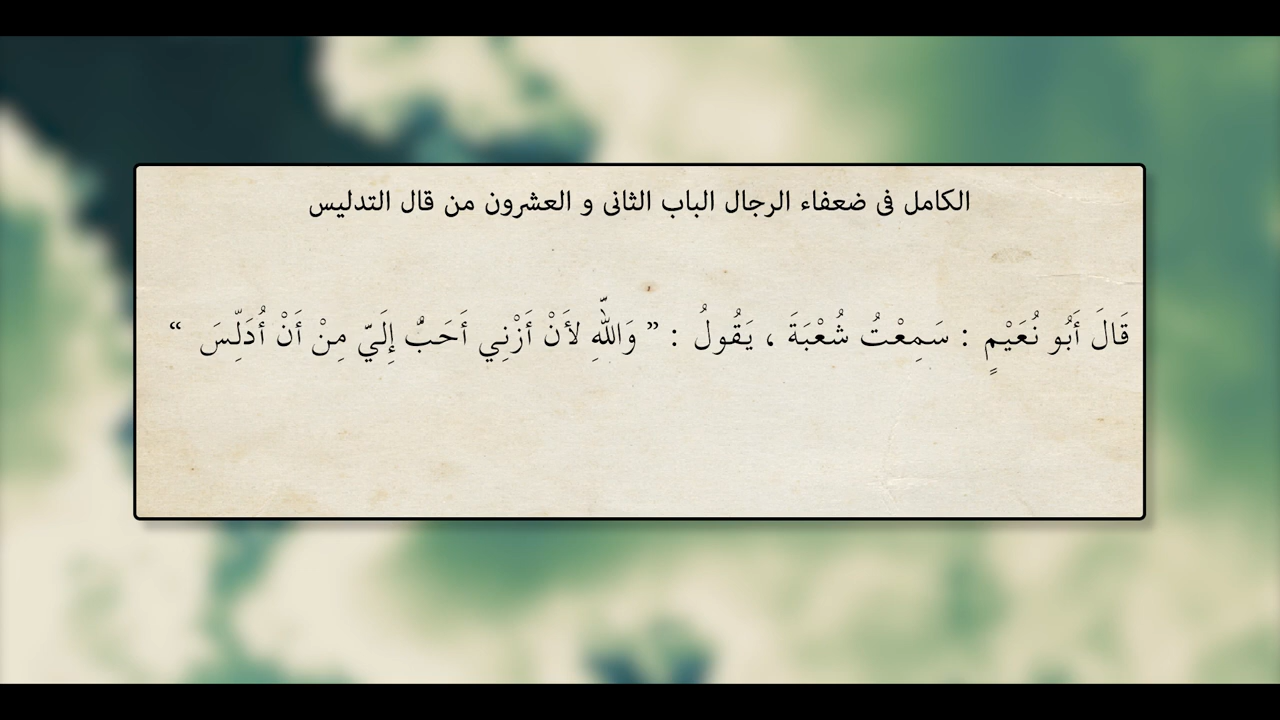 الكامل فى ضعفاء الرجال الباب الثانى و العشرون من قال التدليس
قَالَ أَبُو نُعَيْمٍ : سَمِعْتُ شُعْبَةَ ، يَقُولُ : ” وَاللَّهِ لأَنْ أَزْنِي أَحَبُّ إِلَيَّ مِنْ أَنْ أُدَلِّسَ “